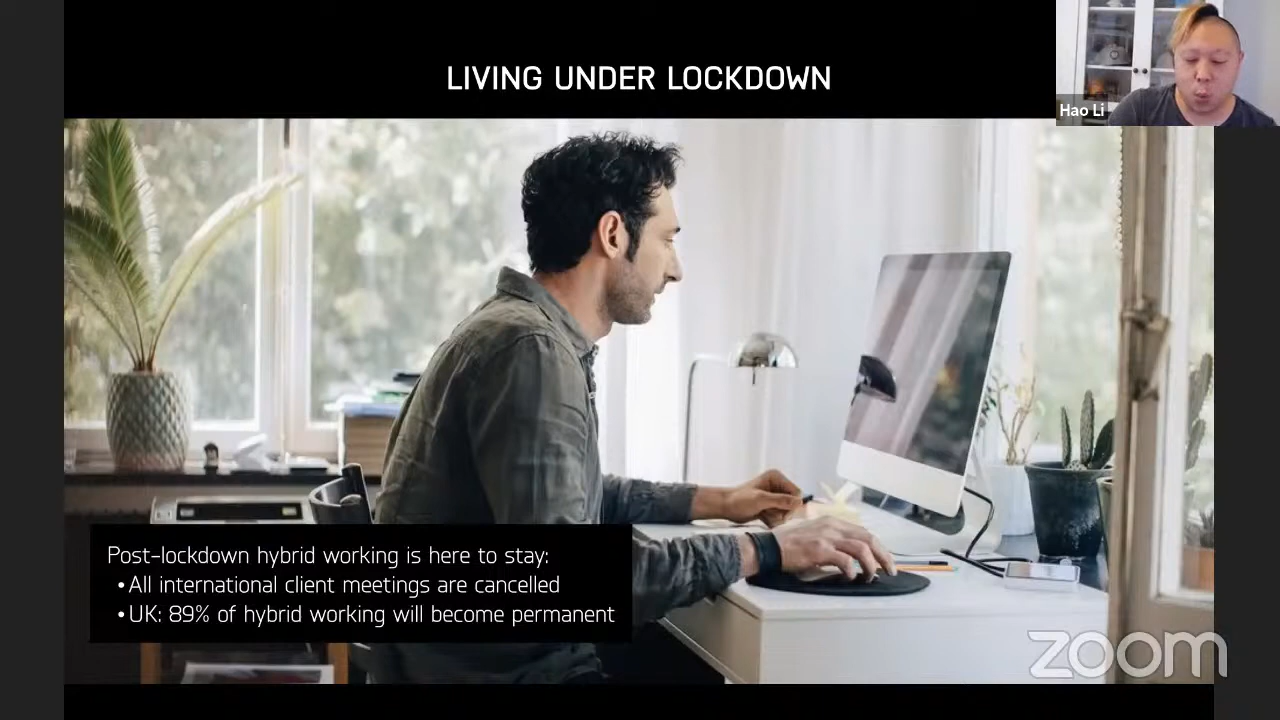 LIVING UNDER LOCKDOWN
Hao Li
Post-lockdown hybrid working is here to stay:
•All international client meetings are cancelled
•UK: 89% of hybrid working will become permanent
zoom